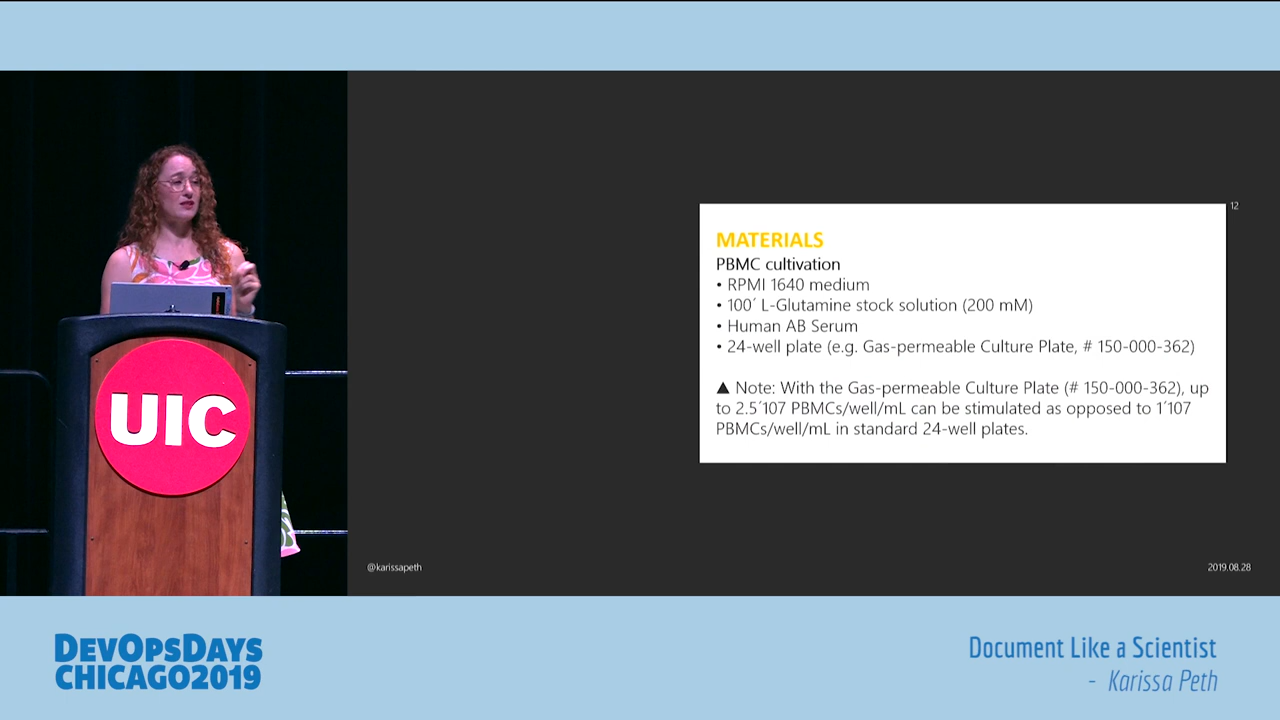 UIC
12
MATERIALS
PBMC cultivation
• RPMI 1640 medium
• 100´ L-Glutamine stock solution (200 mM)
• Human AB Serum
• 24-well plate (e.g. Gas-permeable Culture Plate, # 150-000-362)
▲ Note: With the Gas-permeable Culture Plate (# 150-000-362), up
to 2.5´107 PBMCs/well/mL can be stimulated as opposed to 1´107
PBMCs/well/mL in standard 24-well plates.
@karissapeth
2019.08.28
DEVOPSDAYS
CHICAGO2019
Document Like a Scientist
- Karissa Peth